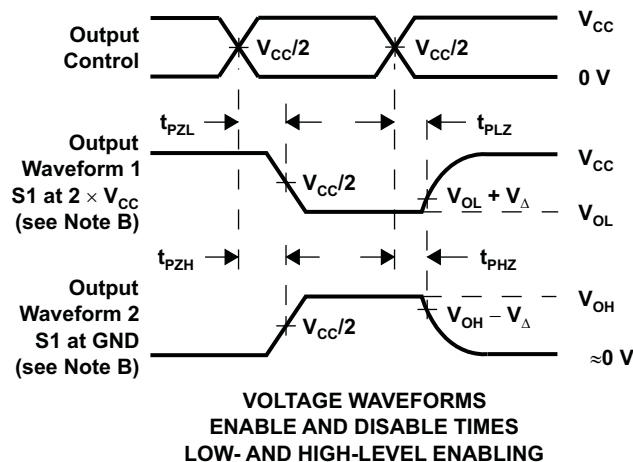 Output
Control
V_CC/2
V_CC/2
V_CC
0 V
t_PZL
t_PLZ
Output
Waveform 1
S1 at 2 × V_CC
(see Note B)
V_CC/2
V_CC
V_OL + V_Δ
V_OL
t_PZH
t_PHZ
Output
Waveform 2
S1 at GND
(see Note B)
V_CC/2
V_OH
V_OH − V_Δ
≈0 V
VOLTAGE WAVEFORMS
ENABLE AND DISABLE TIMES
LOW- AND HIGH-LEVEL ENABLING